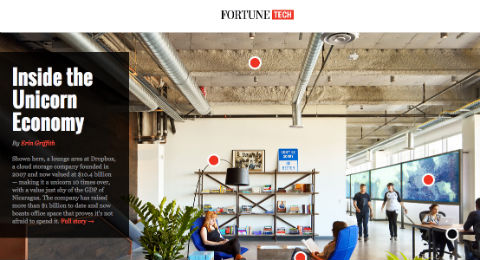 FORTUNE TECH
Inside the
Unicorn
Economy
By Erin Griffith
Shown here, a lounge area at Dropbox,
a cloud storage company founded in
2007 and now valued at $10.4 billion
— making it a unicorn 10 times over,
with a value just shy of the GDP of
Nicaragua. The company has raised
more than $1 billion to date and now
boasts office space that proves it's not
afraid to spend it. Full story →